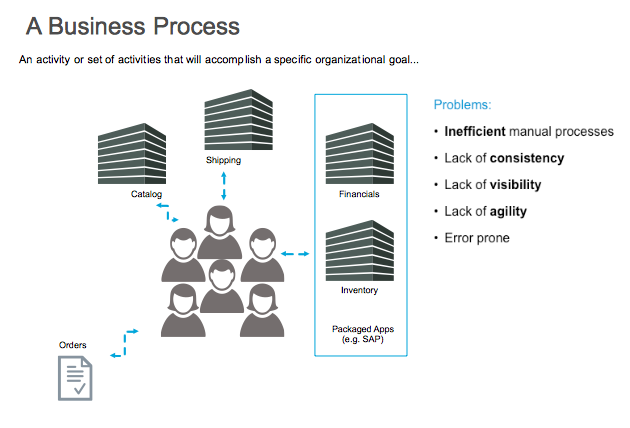 A Business Process
An activity or set of activities that will accomplish a specific organizational goal...
Problems:
• Inefficient manual processes
• Lack of consistency
• Lack of visibility
• Lack of agility
• Error prone
Shipping
Catalog
Financials
Inventory
Packaged Apps
(e.g. SAP)
Orders